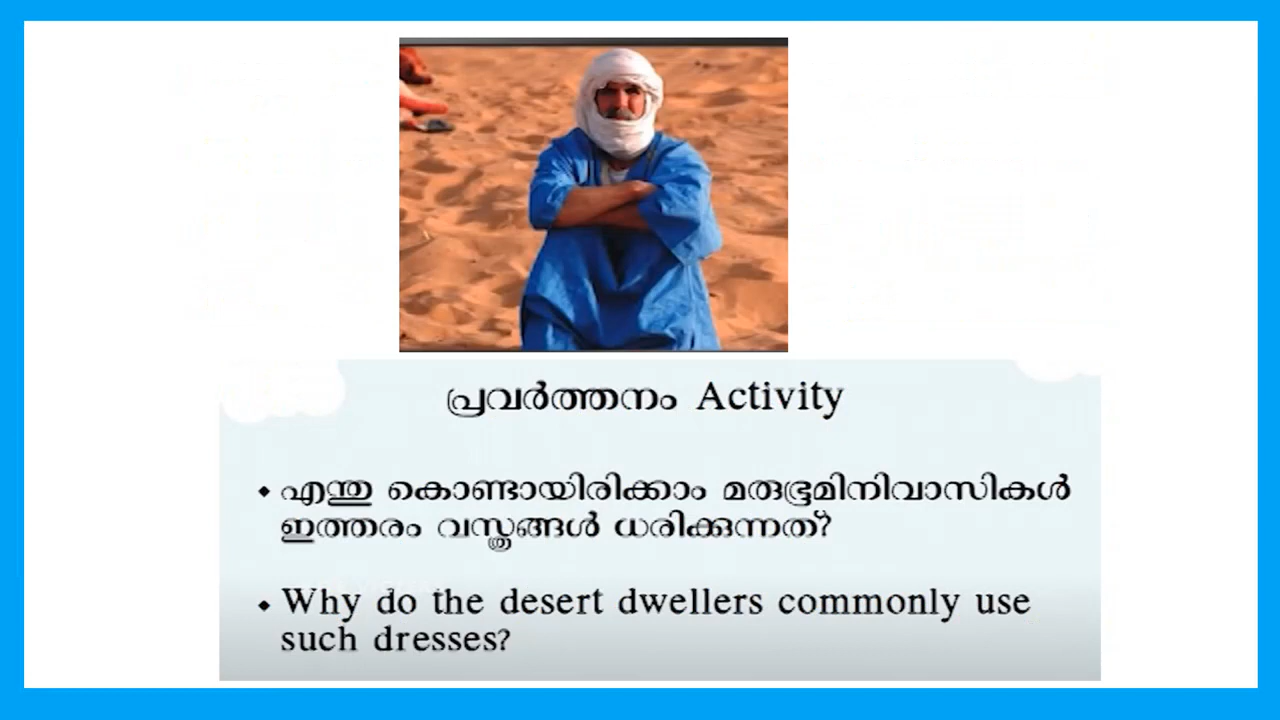 പ്രവർത്തനം Activity
⬩ എന്തു കൊണ്ടായിരിക്കാം മരുഭൂമിനിവാസികൾ
ഇത്തരം വസ്ത്രങ്ങൾ ധരിക്കുന്നത്?
⬩ Why do the desert dwellers commonly use
such dresses?